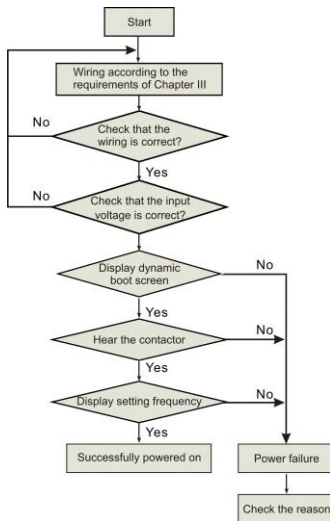 Start
Wiring according to the
requirements of Chapter III
No
Check that the
wiring is correct?
Yes
No
Check that the input
voltage is correct?
Display dynamic
boot screen
No
Yes
Hear the contactor
No
Yes
Display setting frequency
No
Yes
Successfully powered on
Power failure
Check the reason